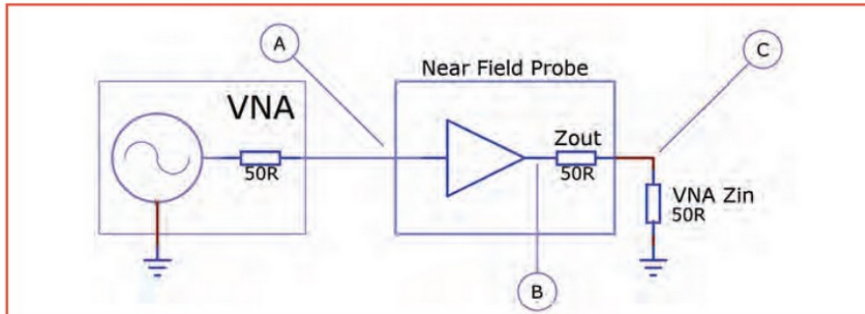 A
C
Near Field Probe
VNA
Zout
50R
50R
VNA Zin
50R
B